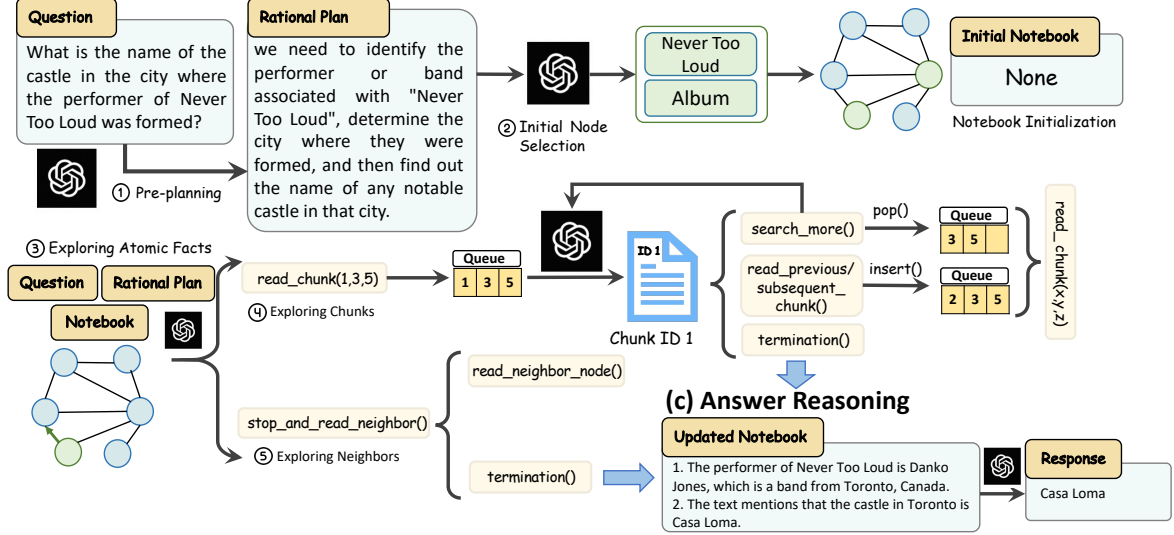 Question
What is the name of the
castle in the city where
the performer of Never
Too Loud was formed?
① Pre-planning
Rational Plan
we need to identify the
performer or band
associated with "Never
Too Loud", determine the
city where they were
formed, and then find out
the name of any notable
castle in that city.
② Initial Node
Selection
Never Too
Loud
Album
Initial Notebook
None
Notebook Initialization
③ Exploring Atomic Facts
Question
Rational Plan
Notebook
read_chunk(1,3,5)
④ Exploring Chunks
Queue
1 3 5
ID 1
Chunk ID 1
search_more()
pop()
Queue
3 5
read_previous/
subsequent_
chunk()
insert()
Queue
2 3 5
termination()
read_ chunk(x,y,z)
stop_and_read_neighbor()
⑤ Exploring Neighbors
read_neighbor_node()
termination()
(c) Answer Reasoning
Updated Notebook
1. The performer of Never Too Loud is Danko
Jones, which is a band from Toronto, Canada.
2. The text mentions that the castle in Toronto is
Casa Loma.
Response
Casa Loma